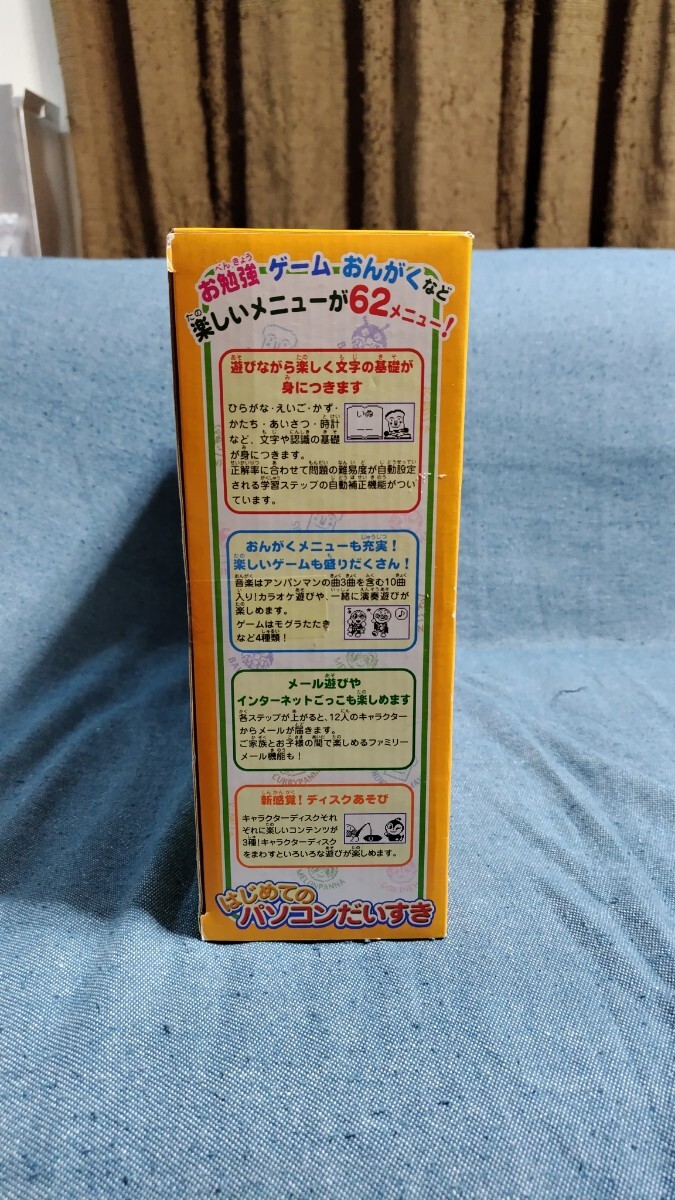 お勉強・ゲーム・おんがくなど
楽しいメニューが62メニュー!
遊びながら楽しく文字の基礎が
身につきます
ひらがな・えいご・かず・
かたち・あいさつ・時計
など、文字や認識の基礎
が身につきます。
正解率に合わせて問題の難易度が自動設定
される学習ステップの自動補正機能がつい
ています。
いぬ
おんがくメニューも充実!
楽しいゲームも盛りだくさん!
音楽はアンパンマンの曲3曲を含む10曲
入り!カラオケ遊びや、一緒に演奏遊びが
楽しめます。
ゲームはモグラたたき
など4種類!
メール遊びや
インターネットごっこも楽しめます
各ステップが上がると、12人のキャラクター
からメールが届きます。
ご家族とお子様の間で楽しめるファミリー
メール機能も!
CURRYPANMAN
新感覚!ディスクあそび
キャラクターディスクそれ
ぞれに楽しいコンテンツが
3種!キャラクターディスク
をまわすといろいろな遊びが楽しめます。
MELONPANNA
はじめての
パソコンだいすき